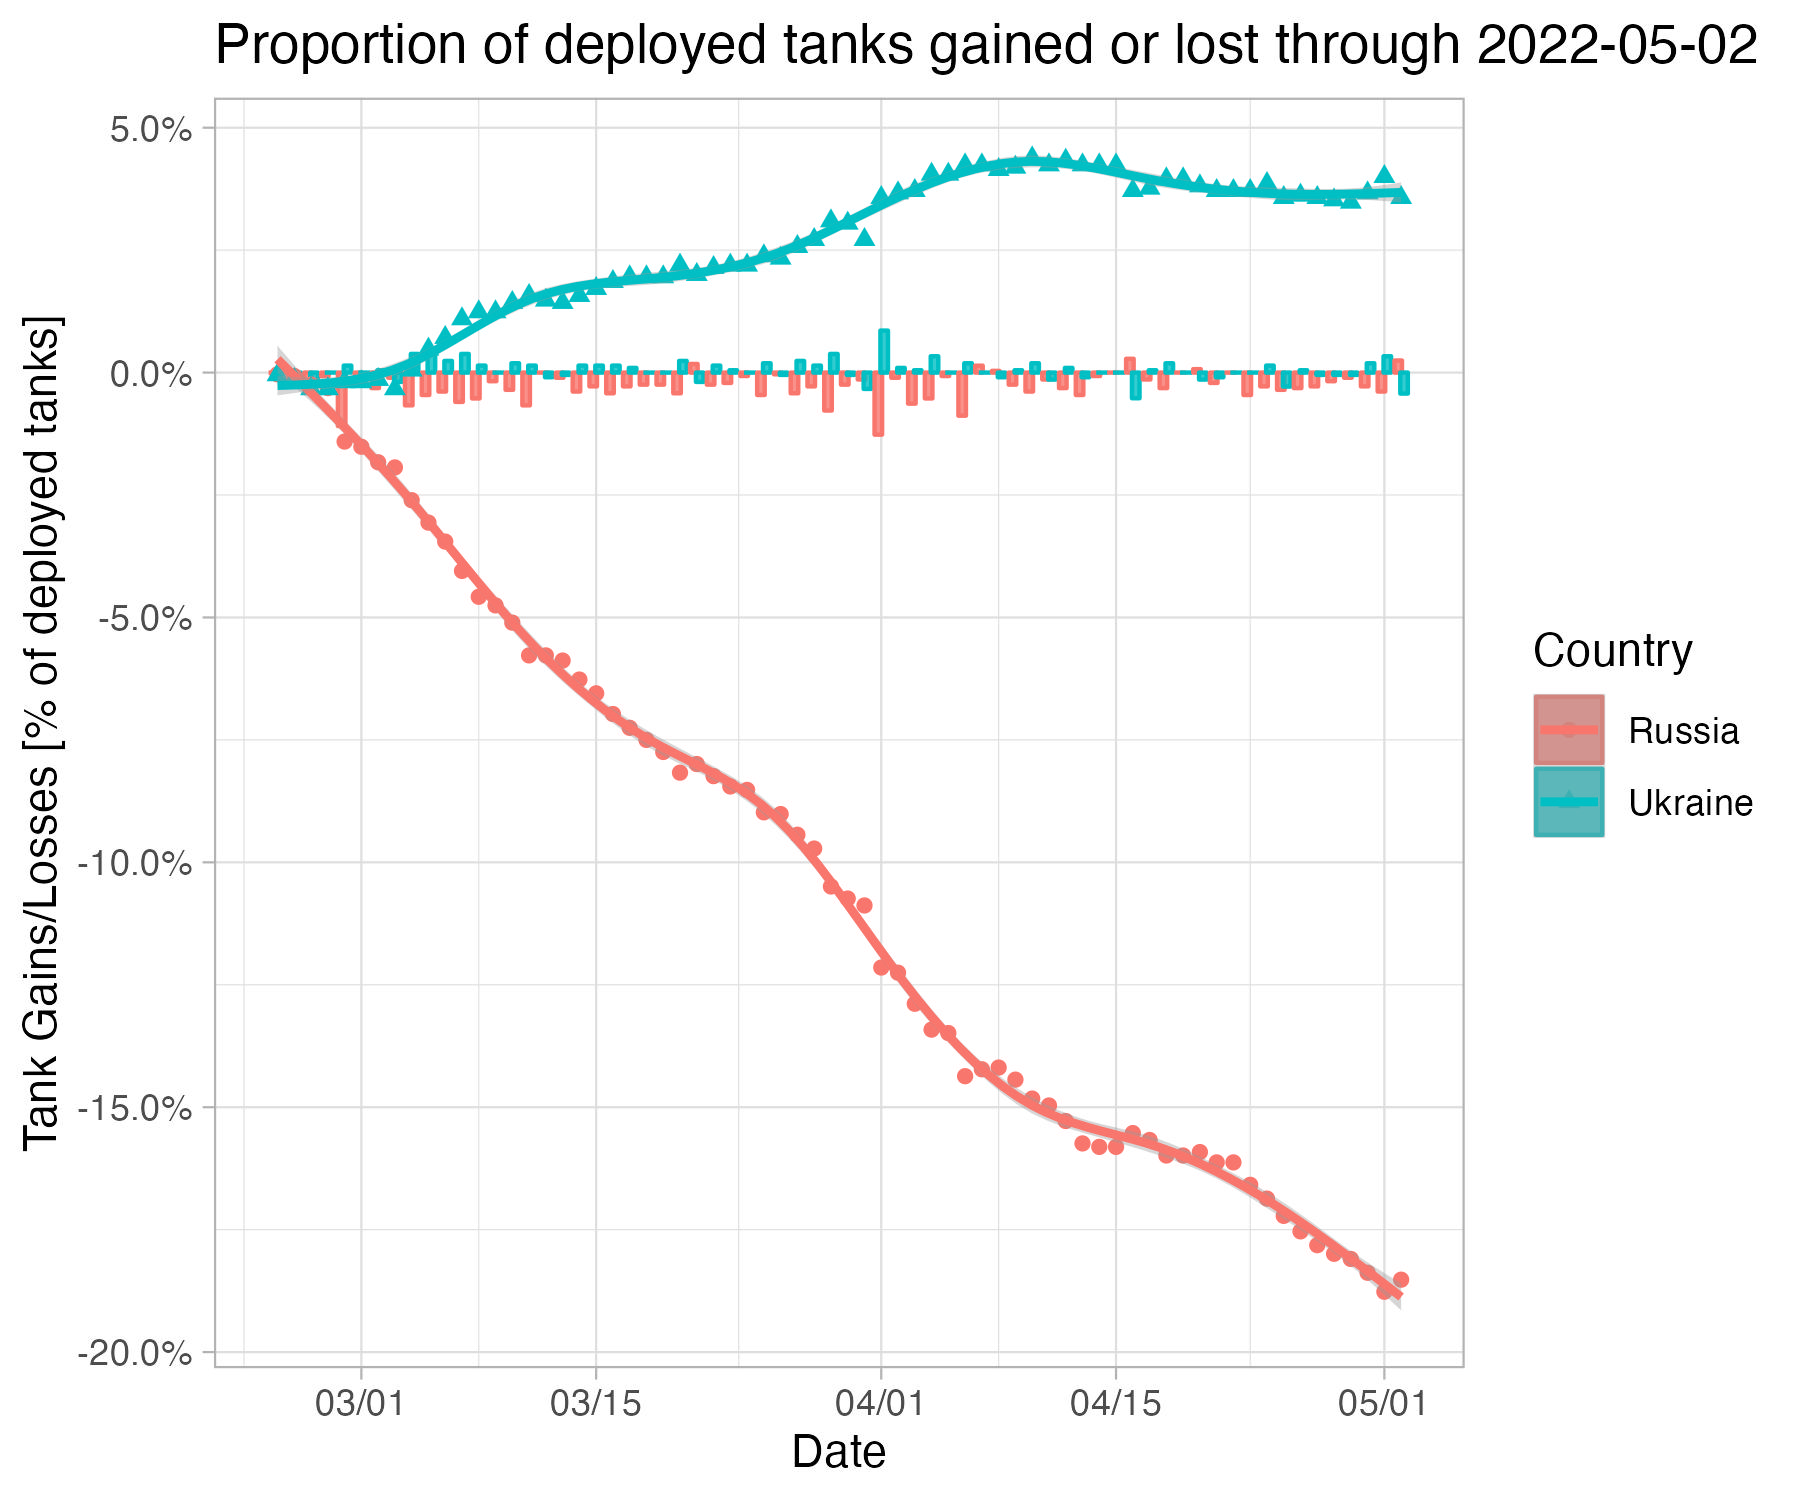 Proportion of deployed tanks gained or lost through 2022-05-02
Tank Gains/Losses [% of deployed tanks]
5.0%
0.0%
-5.0%
-10.0%
-15.0%
-20.0%
03/01
03/15
04/01
04/15
05/01
Date
Country
Russia
Ukraine